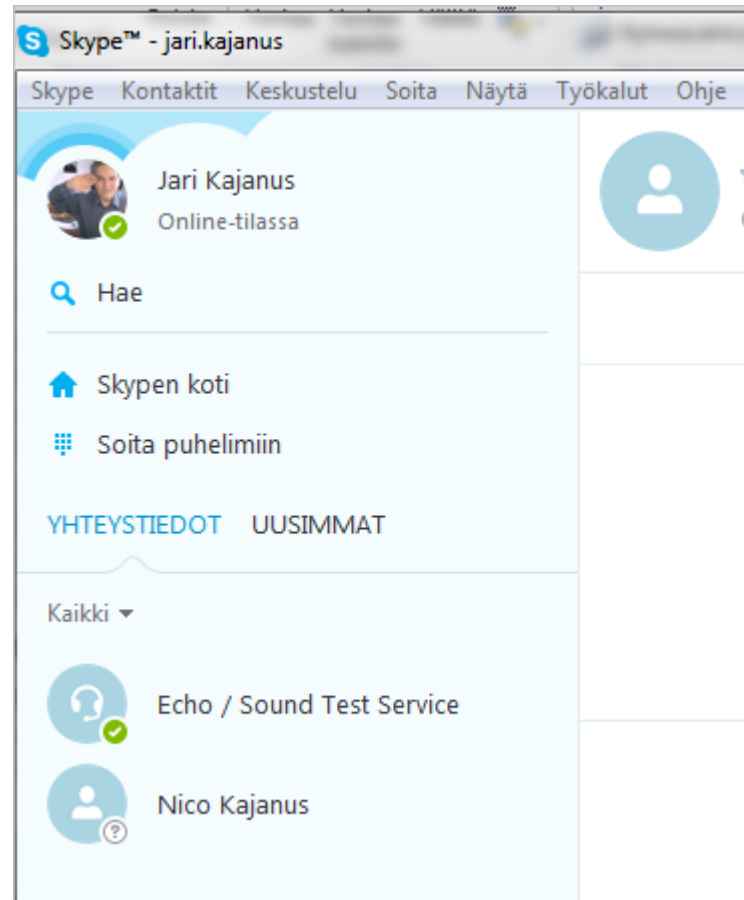 Skype™ - jari.kajanus
Skype Kontaktit Keskustelu Soita Näytä Työkalut Ohje
Jari Kajanus
Online-tilassa
Hae
Skypen koti
Soita puhelimiin
YHTEYSTIEDOT UUSIMMAT
Kaikki
Echo / Sound Test Service
Nico Kajanus